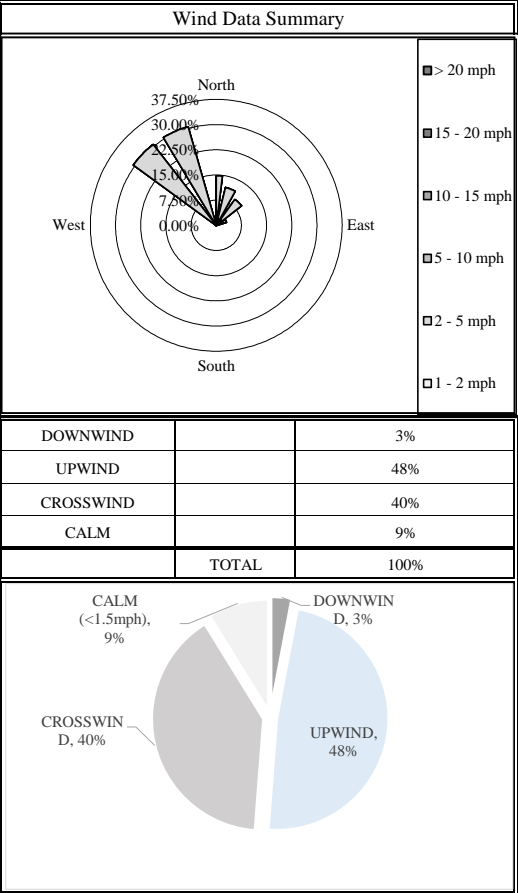 Wind Data Summary
North
37.50%
30.00%
22.50%
15.00%
7.50%
0.00%
West
East
South
> 20 mph
15 - 20 mph
10 - 15 mph
5 - 10 mph
2 - 5 mph
1 - 2 mph
DOWNWIND 3%
UPWIND 48%
CROSSWIND 40%
CALM 9%
TOTAL 100%
CALM
(<1.5mph),
9%
DOWNWIN
D, 3%
CROSSWIN
D, 40%
UPWIND,
48%